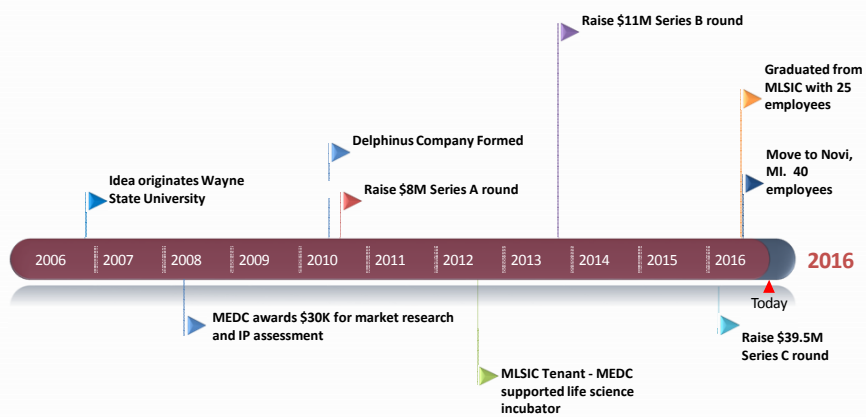 Raise $11M Series B round
Graduated from
MLSIC with 25
employees
Delphinus Company Formed
Move to Novi,
MI.  40
employees
Idea originates Wayne
State University
Raise $8M Series A round
2006 2007 2008 2009 2010 2011 2012 2013 2014 2015 2016 2016
Today
MEDC awards $30K for market research
and IP assessment
Raise $39.5M
Series C round
MLSIC Tenant - MEDC
supported life science
incubator